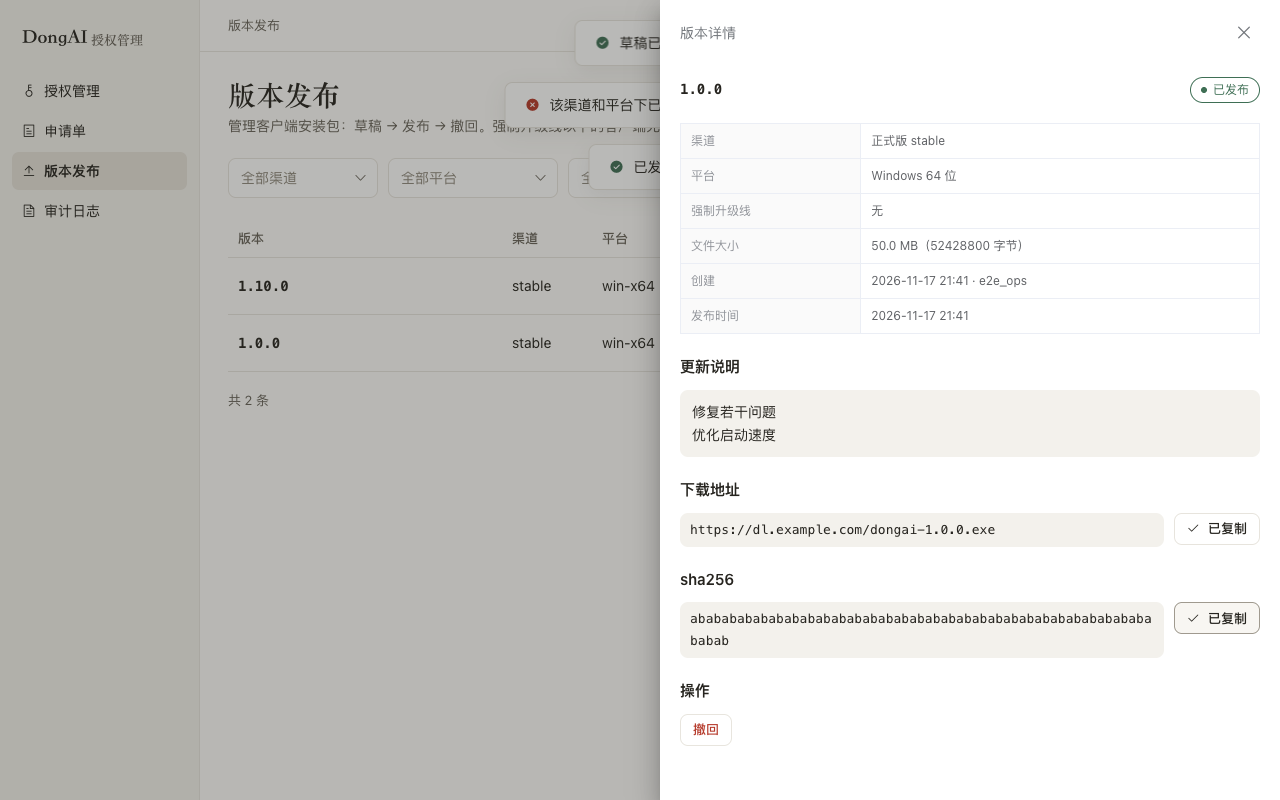 DongAI 授权管理
授权管理
申请单
版本发布
审计日志
版本发布
草稿已
该渠道和平台下已
已发
版本发布
管理客户端安装包：草稿 → 发布 → 撤回。
全部渠道
全部平台
版本 渠道 平台
1.10.0 stable win-x64
1.0.0 stable win-x64
共 2 条
版本详情
1.0.0
已发布
渠道 正式版 stable
平台 Windows 64 位
强制升级线 无
文件大小 50.0 MB（52428800 字节）
创建 2026-11-17 21:41 · e2e_ops
发布时间 2026-11-17 21:41
更新说明
修复若干问题
优化启动速度
下载地址
https://dl.example.com/dongai-1.0.0.exe
已复制
sha256
abababababababababababababababababababababababababababababa
babab
已复制
操作
撤回